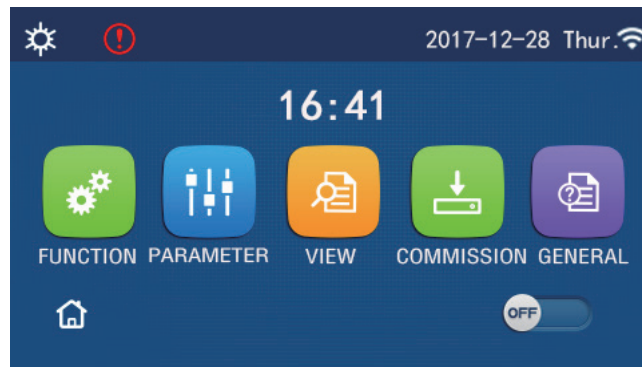 2017-12-28 Thur.
16:41
FUNCTION PARAMETER VIEW COMMISSION GENERAL
OFF